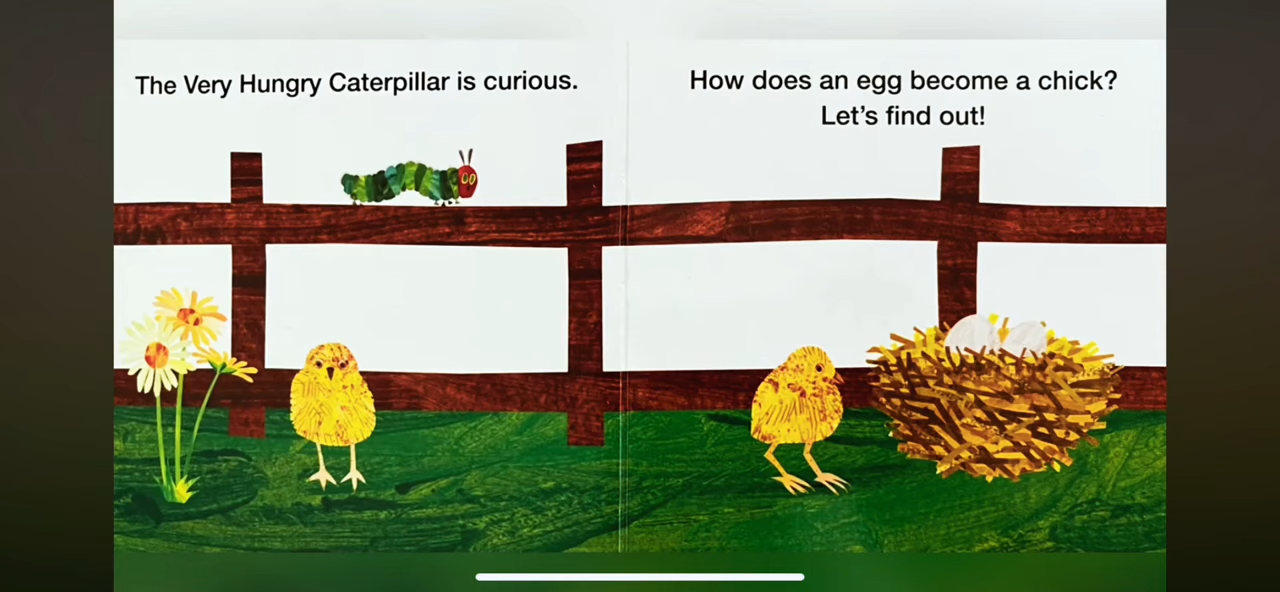 The Very Hungry Caterpillar is curious.
How does an egg become a chick?
Let's find out!